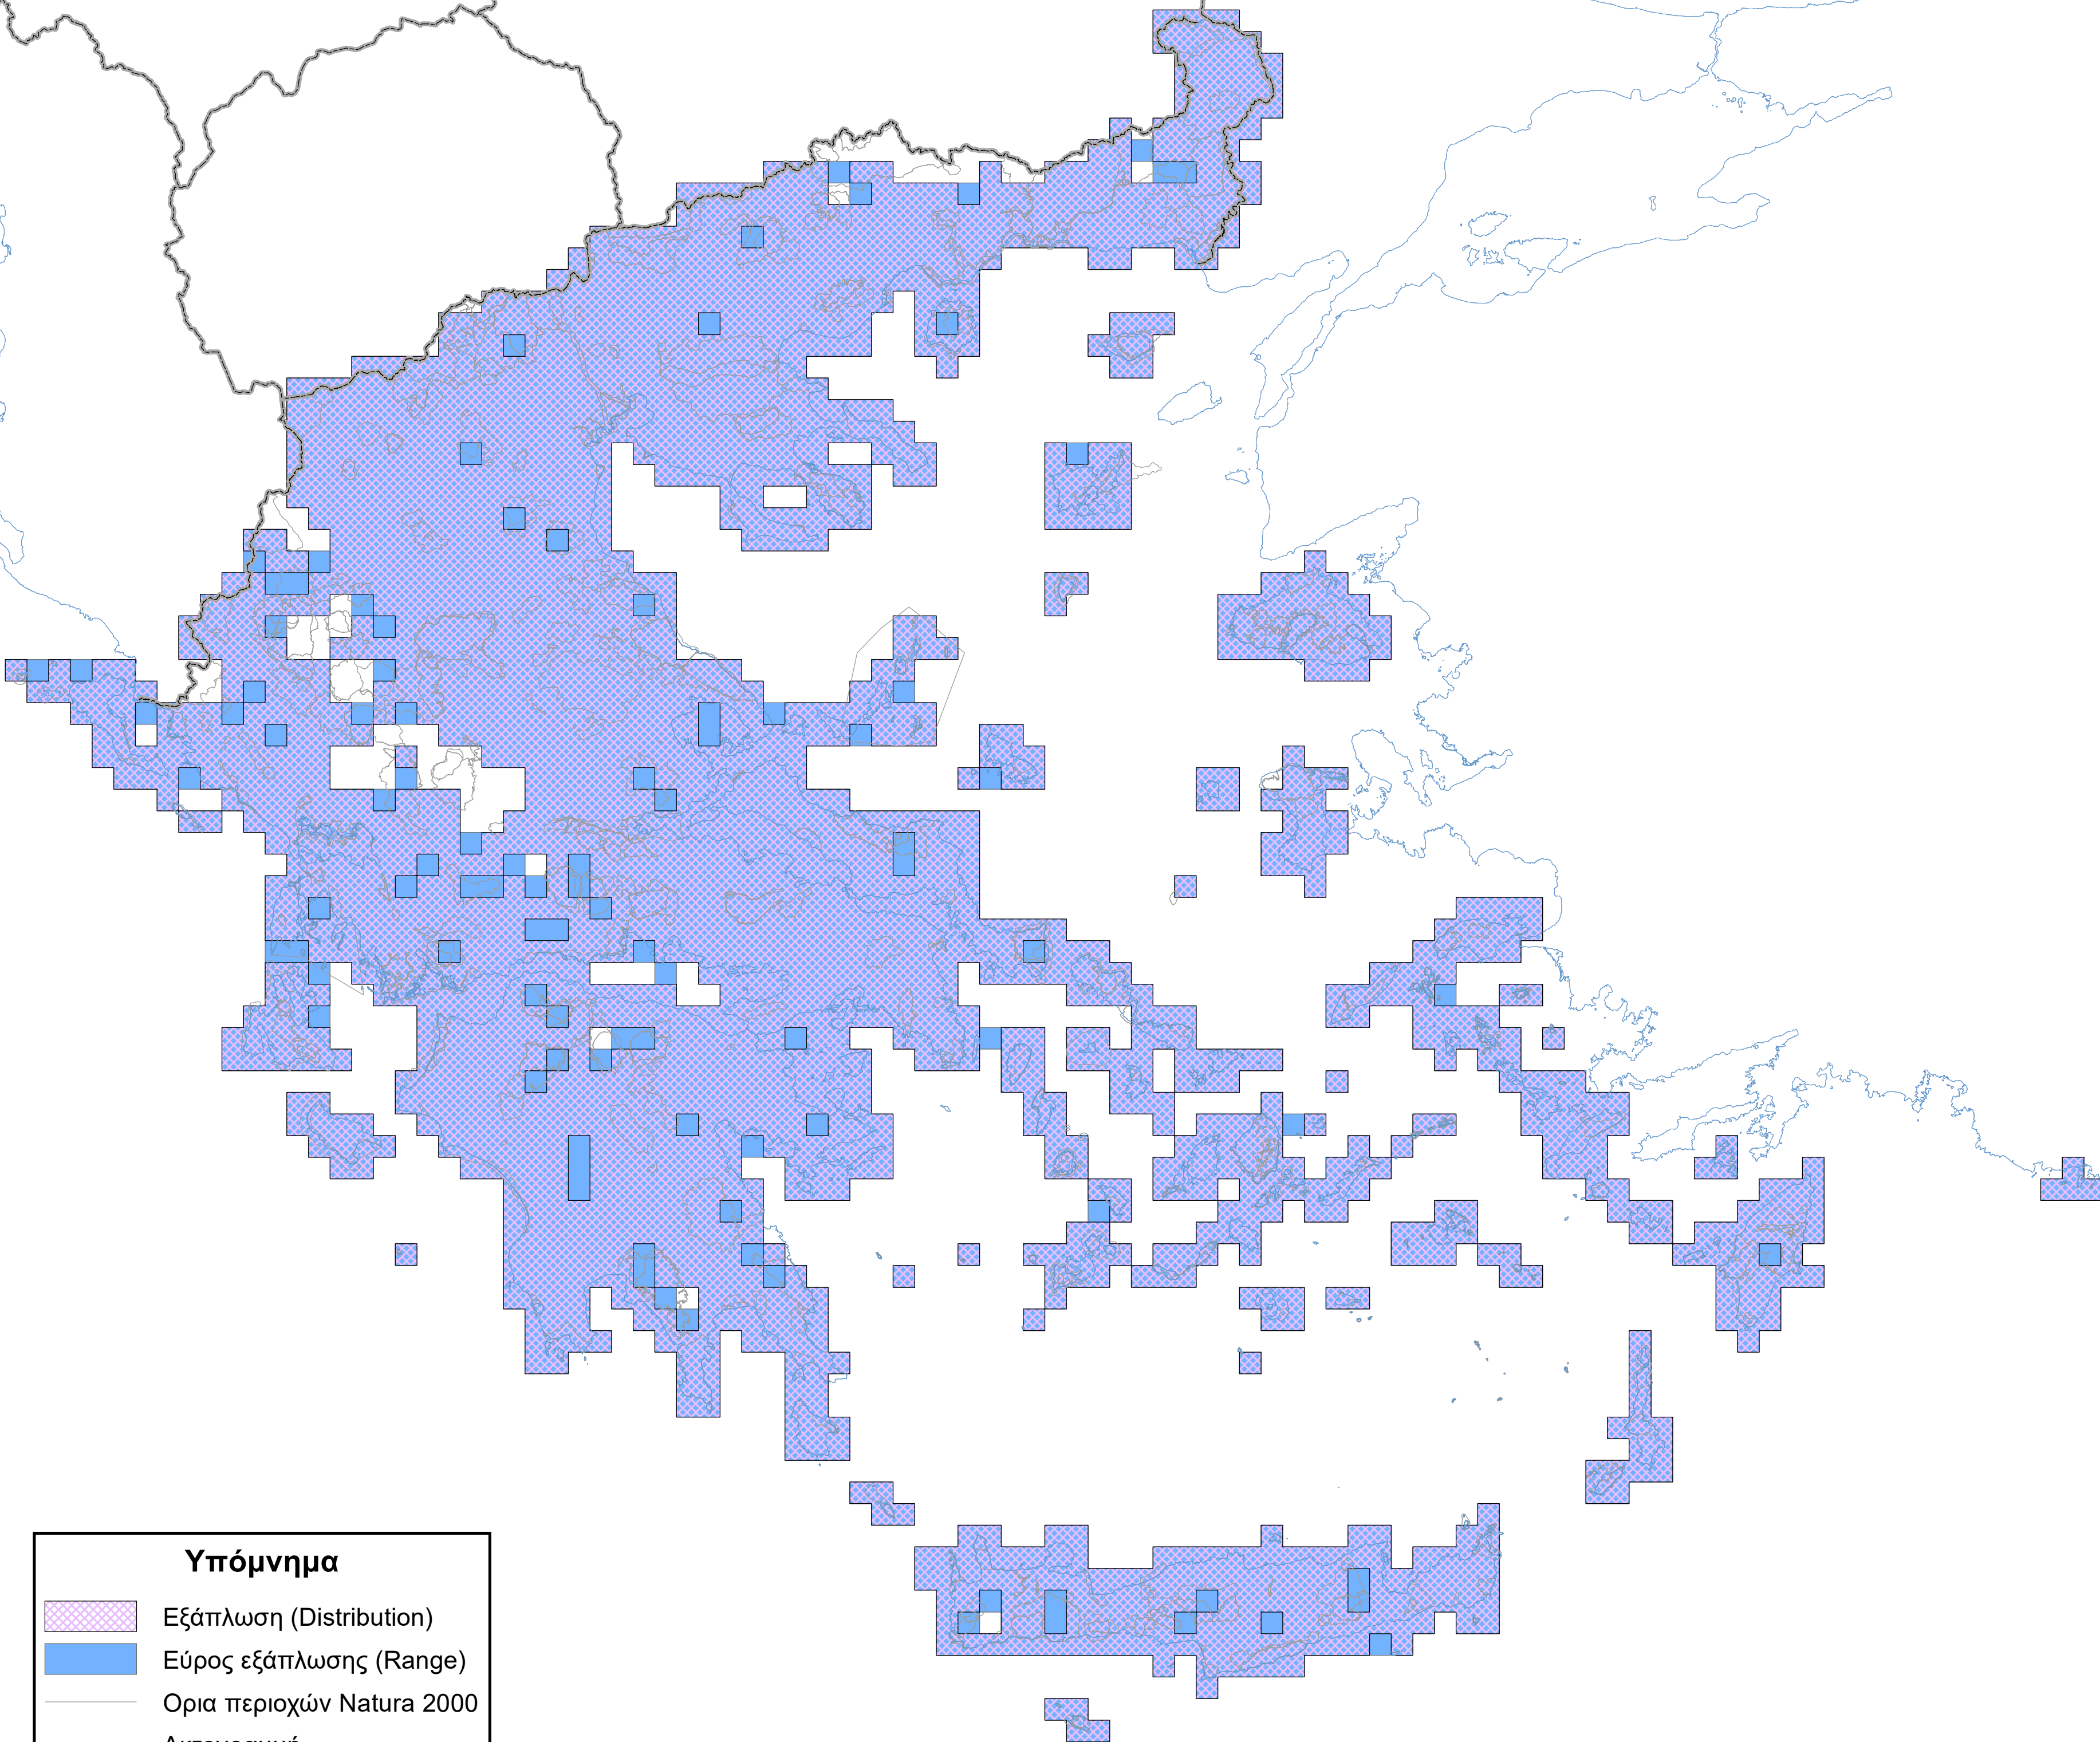 Υπόμνημα
Εξάπλωση (Distribution)
Εύρος εξάπλωσης (Range)
Ορια περιοχών Natura 2000